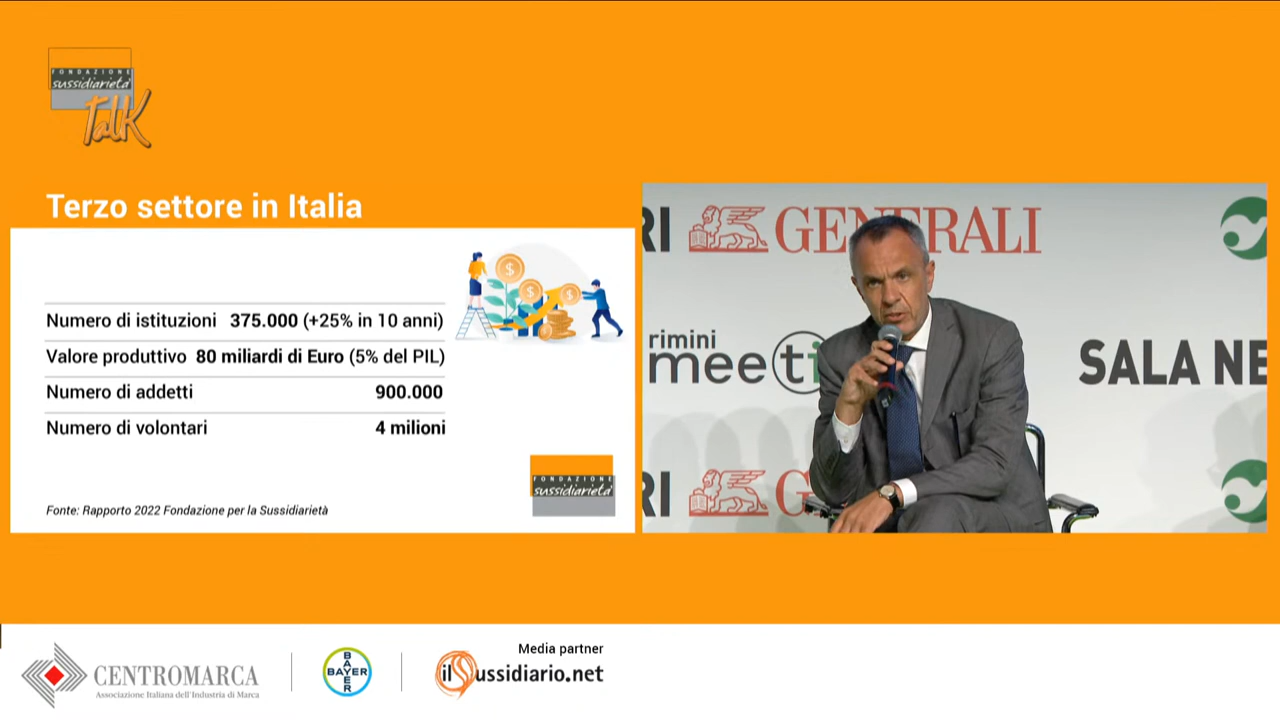 FONDAZIONE
sussidiarietà
Talk
Terzo settore in Italia
Numero di istituzioni 375.000 (+25% in 10 anni)
Valore produttivo 80 miliardi di Euro (5% del PIL)
Numero di addetti 900.000
Numero di volontari 4 milioni
FONDAZIONE
sussidiarietà
Fonte: Rapporto 2022 Fondazione per la Sussidiarietà
RI GENERALI
rimini
meeti
SALA NE
RI G
CENTROMARCA
Associazione Italiana dell'Industria di Marca
BAYER
BAYER
Media partner
ilSussidiario.net